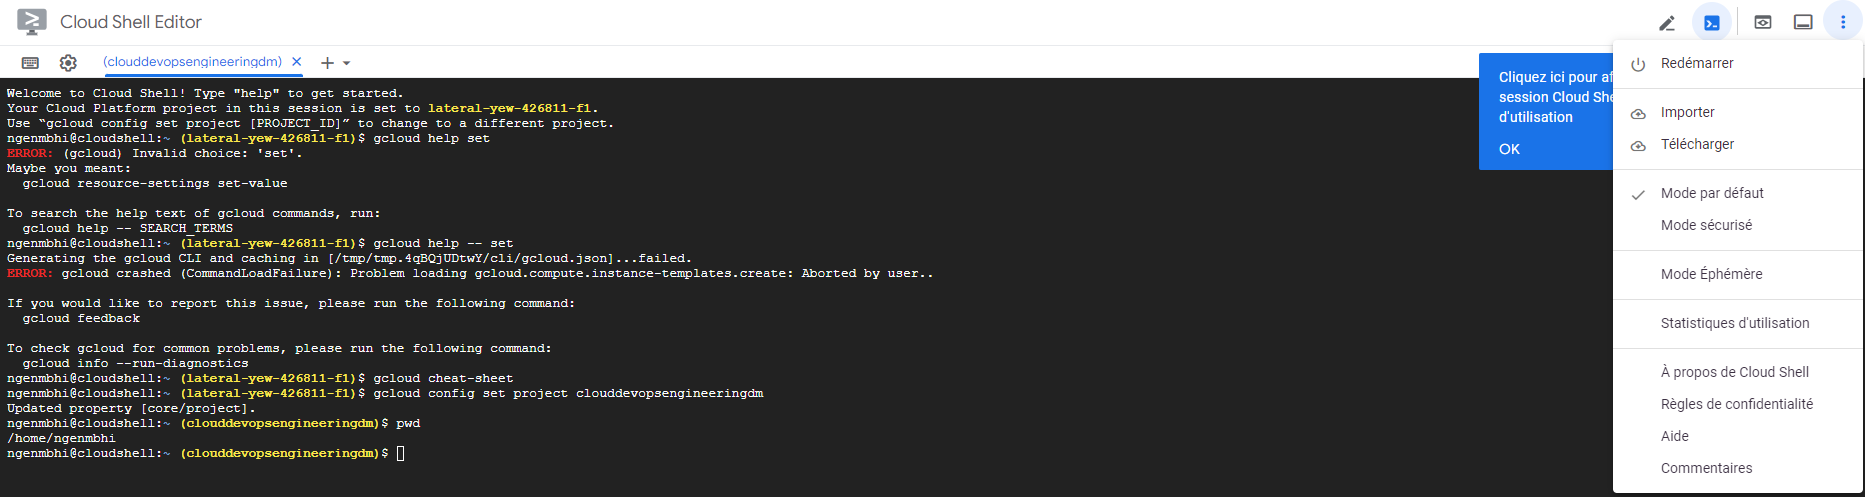 Cloud Shell Editor
(clouddevopsengineeringdm)
Welcome to Cloud Shell! Type "help" to get started.
Your Cloud Platform project in this session is set to lateral-yew-426811-f1.
Use “gcloud config set project [PROJECT_ID]” to change to a different project.
ngenmbhi@cloudshell:~ (lateral-yew-426811-f1)$ gcloud help set
ERROR: (gcloud) Invalid choice: 'set'.
Maybe you meant:
gcloud resource-settings set-value
To search the help text of gcloud commands, run:
gcloud help -- SEARCH_TERMS
ngenmbhi@cloudshell:~ (lateral-yew-426811-f1)$ gcloud help -- set
Generating the gcloud CLI and caching in [/tmp/tmp.4qBQjUDtwY/cli/gcloud.json]...failed.
ERROR: gcloud crashed (CommandLoadFailure): Problem loading gcloud.compute.instance-templates.create: Aborted by user..
If you would like to report this issue, please run the following command:
gcloud feedback
To check gcloud for common problems, please run the following command:
gcloud info --run-diagnostics
ngenmbhi@cloudshell:~ (lateral-yew-426811-f1)$ gcloud cheat-sheet
ngenmbhi@cloudshell:~ (lateral-yew-426811-f1)$ gcloud config set project clouddevopsengineeringdm
Updated property [core/project].
ngenmbhi@cloudshell:~ (clouddevopsengineeringdm)$ pwd
/home/ngenmbhi
ngenmbhi@cloudshell:~ (clouddevopsengineeringdm)$
Cliquez ici pour af
session Cloud She
d'utilisation
OK
Redémarrer
Importer
Télécharger
Mode par défaut
Mode sécurisé
Mode Éphémère
Statistiques d'utilisation
À propos de Cloud Shell
Règles de confidentialité
Aide
Commentaires